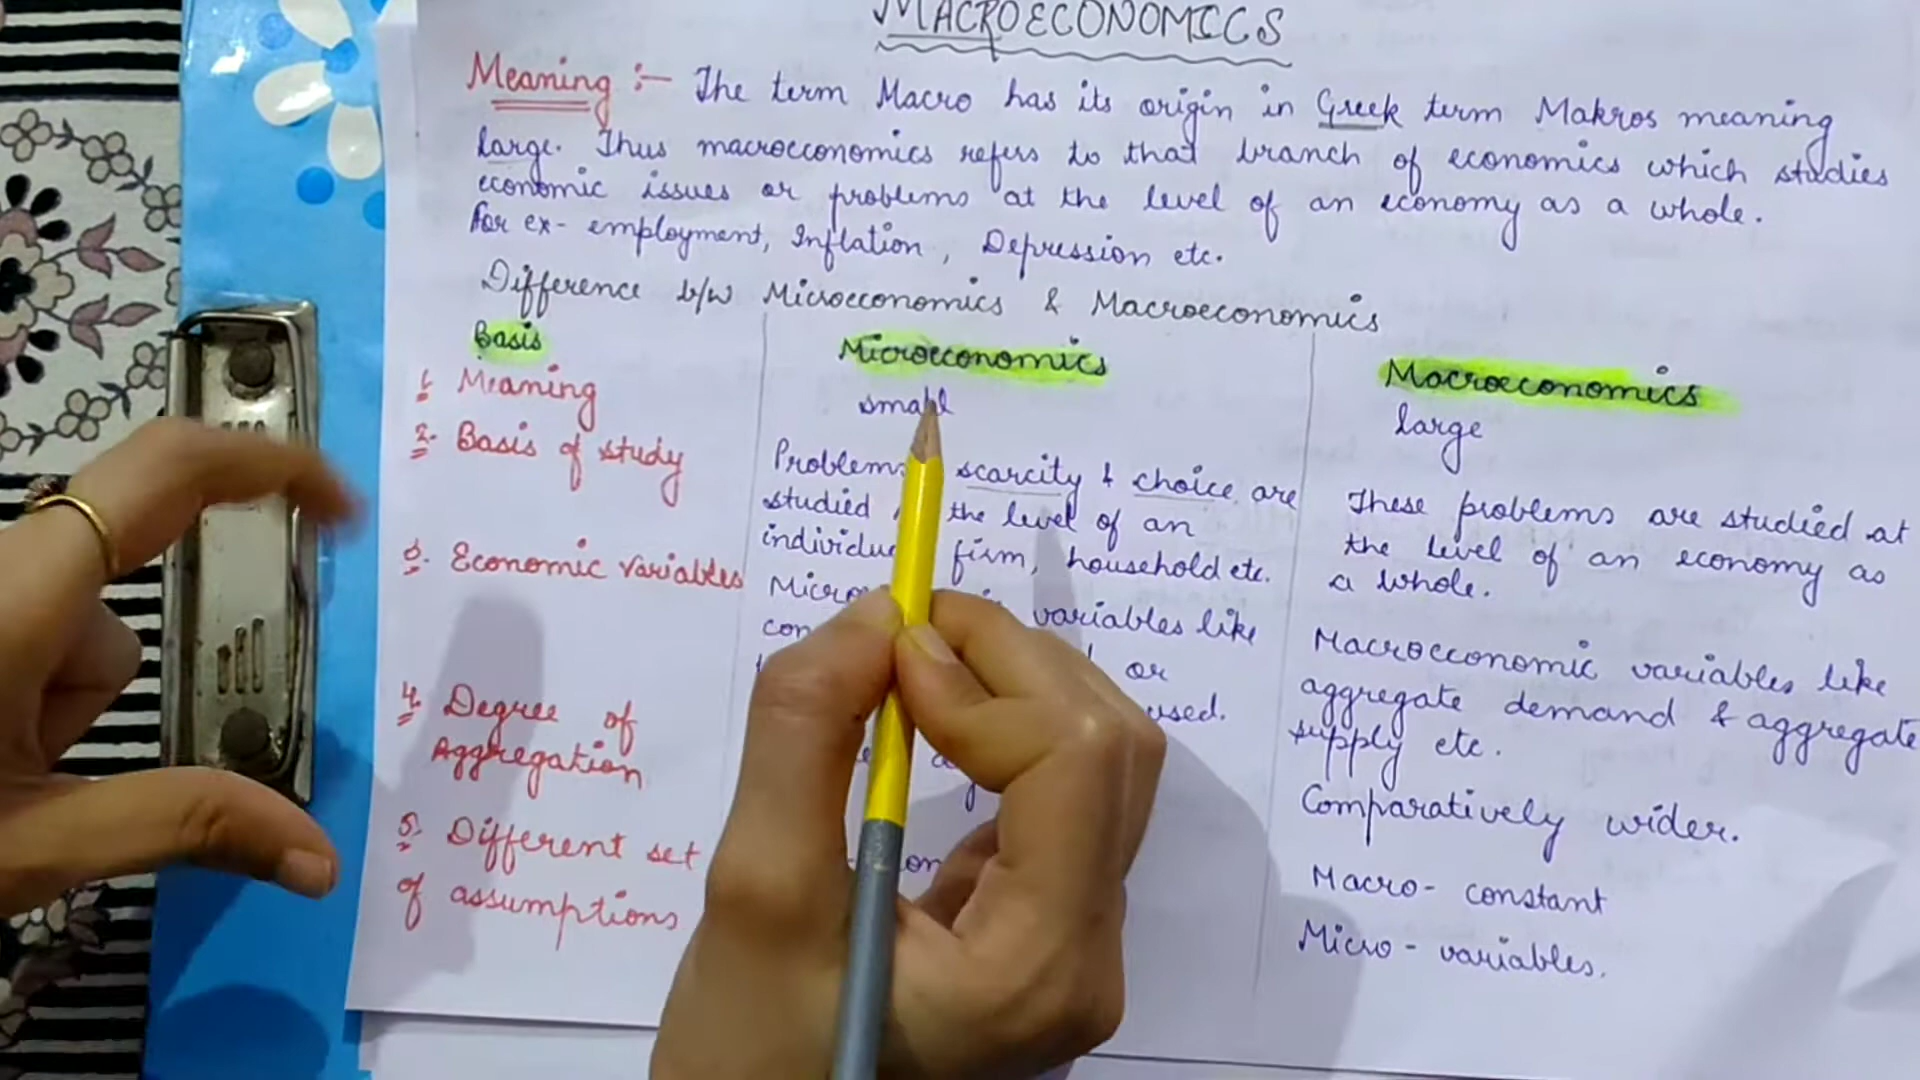 MACROECONOMICS
Meaning :- The term Macro has its origin in Greek term Makros meaning
large. Thus macroeconomics refers to that branch of economics which studies
economic issues or problems at the level of an economy as a whole.
For ex- employment, Inflation, Depression etc.
Difference b/w Microeconomics & Macroeconomics
Basis
1. Meaning
2. Basis of study
3. Economic variables
4. Degree of
Aggregation
5. Different set
of assumptions
Microeconomics
small
scarcity & choice are
studied the level of an
firm, household etc.
variables like
or
used.
Macroeconomics
large
These problems are studied at
the level of an economy as
a whole.
Macroeconomic variables like
aggregate demand & aggregate
supply etc.
Comparatively wider.
Macro- constant
Micro - variables.